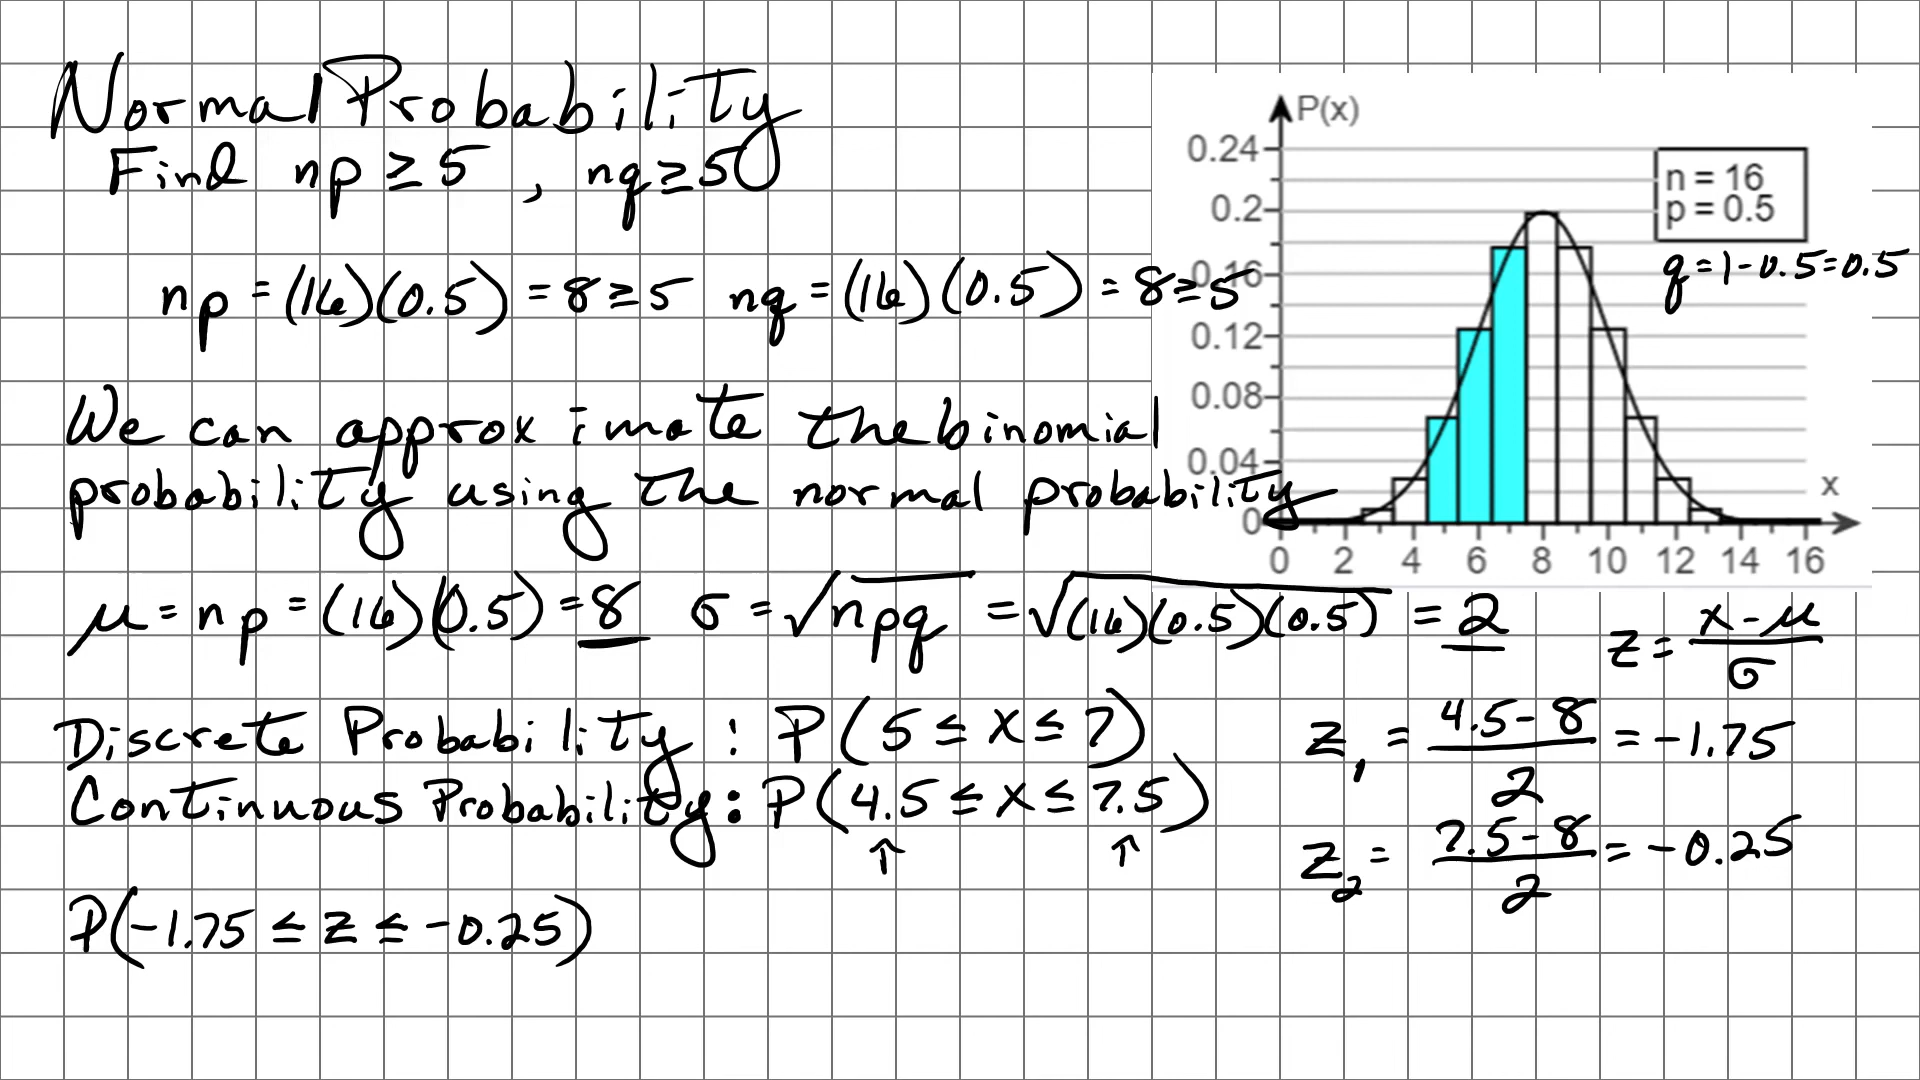 Normal Probability
Find np ≥ 5 , nq ≥ 5
np = (16)(0.5) = 8 ≥ 5 nq = (16)(0.5) = 8 ≥ 5
We can approximate the binomial
probability using the normal probability
μ = np = (16)(0.5) = 8 σ = √npq = √(16)(0.5)(0.5) = 2
Discrete Probability : P(5 ≤ x ≤ 7)
Continuous Probability : P(4.5 ≤ x ≤ 7.5)
↑ ↑
P(-1.75 ≤ z ≤ -0.25)
P(x)
0.24
0.2
0.16
0.12
0.08
0.04
0
0 2 4 6 8 10 12 14 16
x
n = 16
p = 0.5
q = 1 - 0.5 = 0.5
z = x - μ / σ
z₁ = 4.5 - 8 / 2 = -1.75
z₂ = 7.5 - 8 / 2 = -0.25